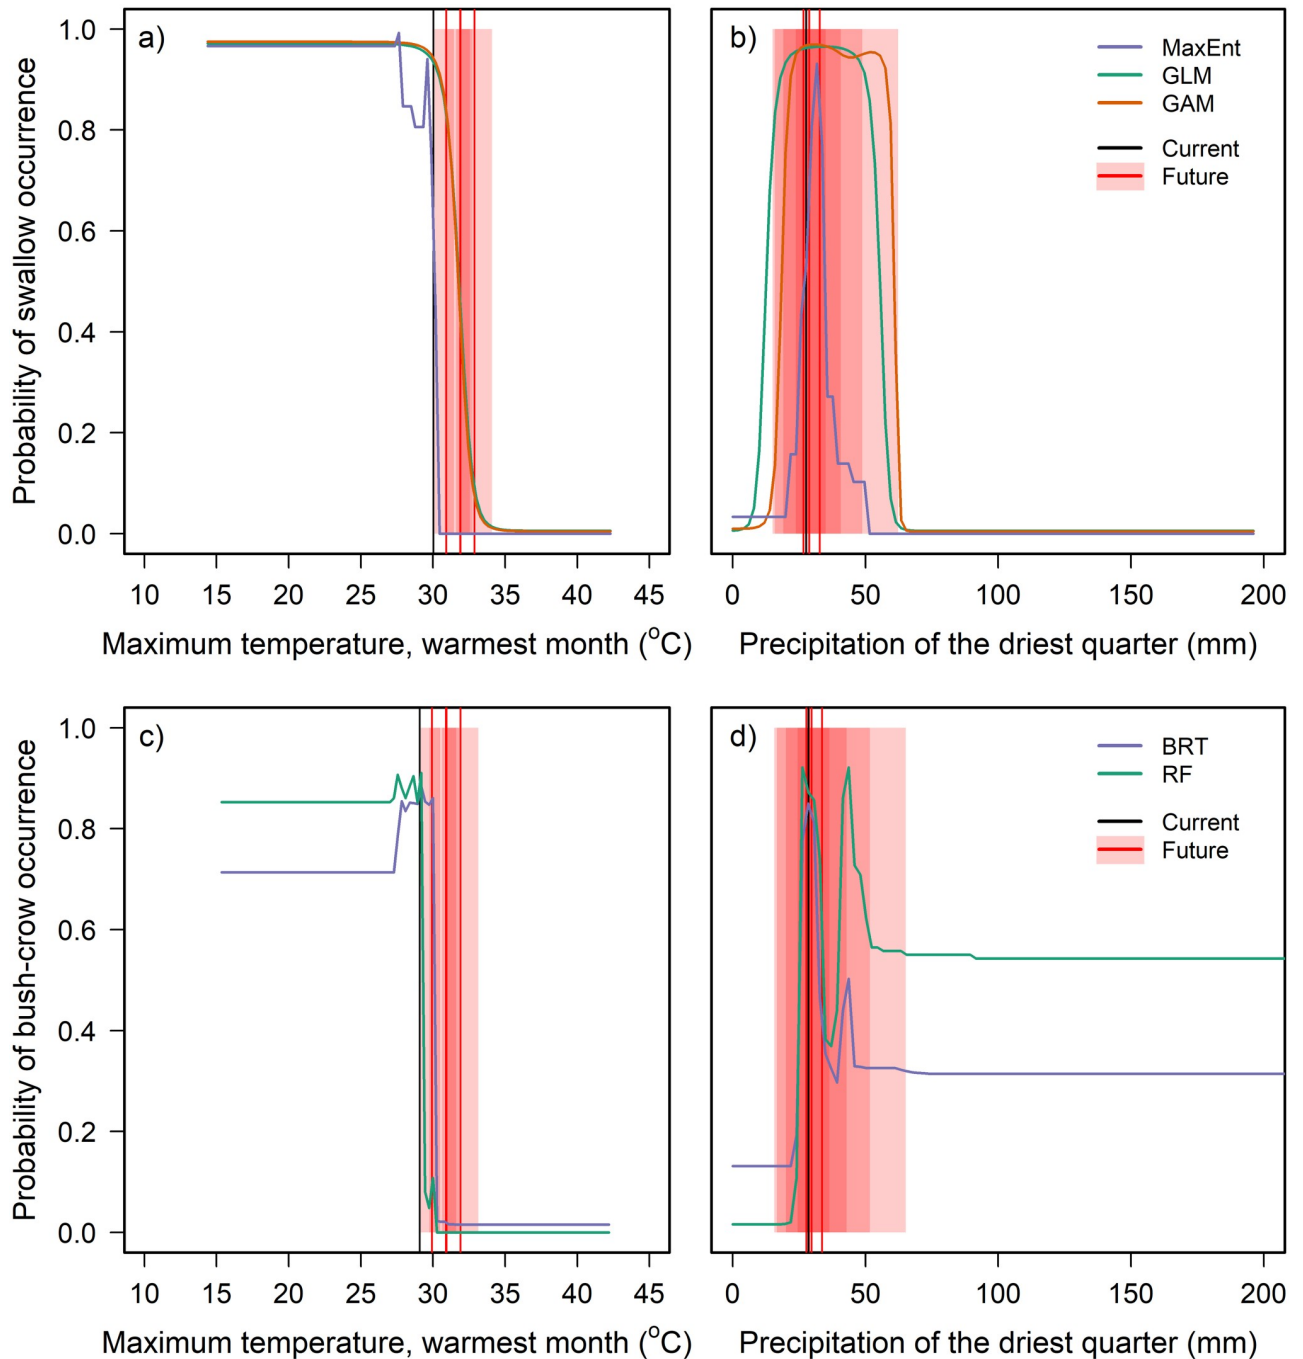 a)
Probability of swallow occurrence
1.0
0.8
0.6
0.4
0.2
0.0
10 15 20 25 30 35 40 45
Maximum temperature, warmest month (°C)
b)
MaxEnt
GLM
GAM
Current
Future
0 50 100 150 200
Precipitation of the driest quarter (mm)
c)
Probability of bush-crow occurrence
1.0
0.8
0.6
0.4
0.2
0.0
10 15 20 25 30 35 40 45
Maximum temperature, warmest month (°C)
d)
BRT
RF
Current
Future
0 50 100 150 200
Precipitation of the driest quarter (mm)